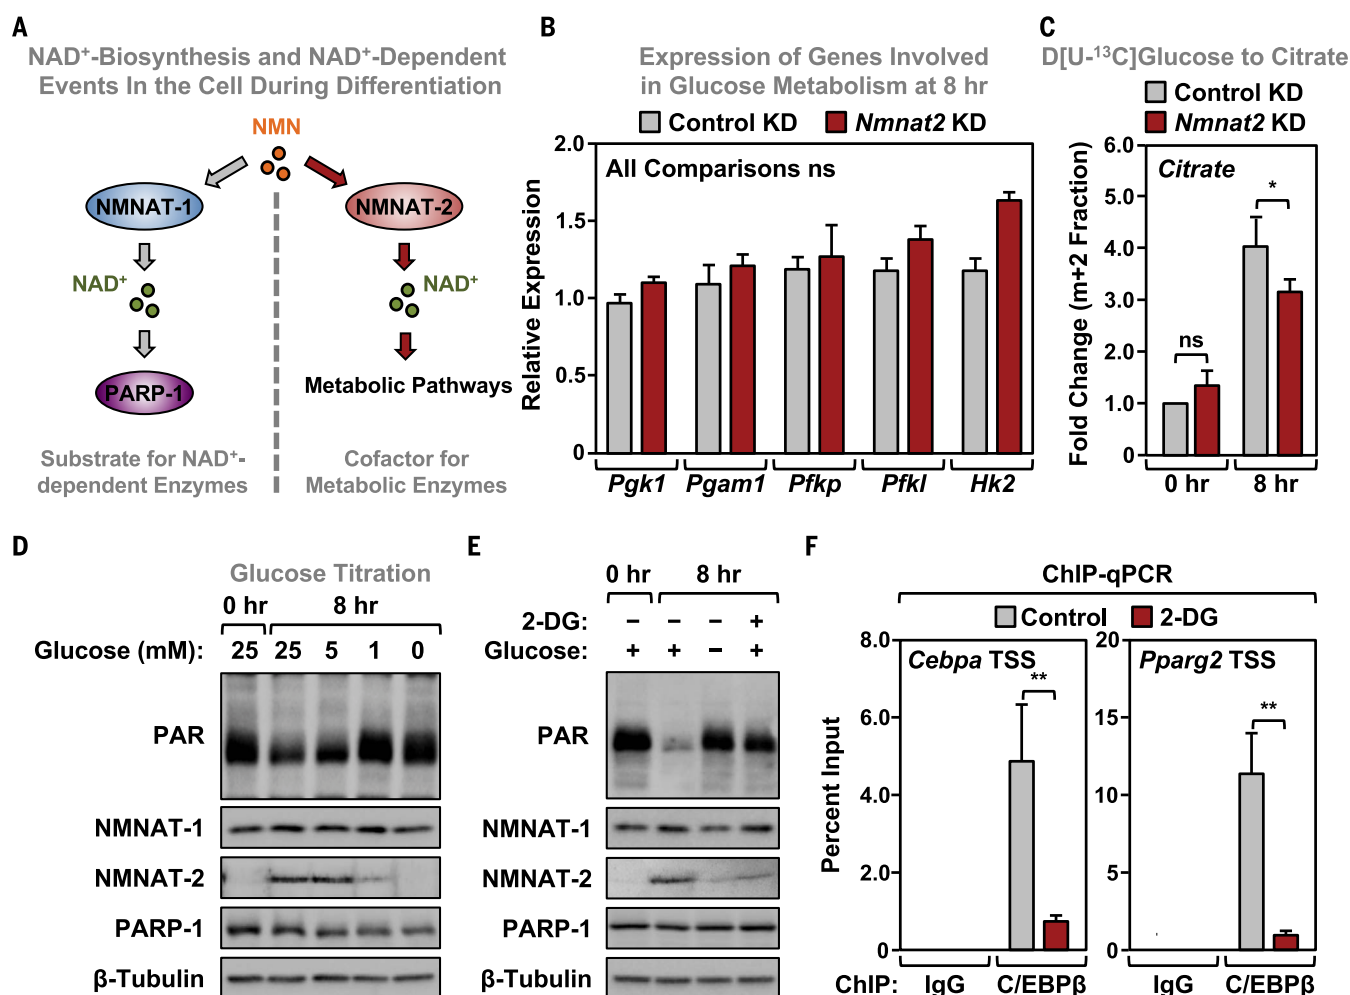 A
NAD⁺-Biosynthesis and NAD⁺-Dependent
Events In the Cell During Differentiation
NMN
NMNAT-1
NMNAT-2
NAD⁺
NAD⁺
PARP-1
Metabolic Pathways
Substrate for NAD⁺-
dependent Enzymes
Cofactor for
Metabolic Enzymes
B
Expression of Genes Involved
in Glucose Metabolism at 8 hr
Control KD
Nmnat2 KD
All Comparisons ns
Relative Expression
2.0
1.5
1.0
0.5
0
Pgk1
Pgam1
Pfkp
Pfkl
Hk2
C
D[U-¹³C]Glucose to Citrate
Control KD
Nmnat2 KD
Citrate
Fold Change (m+2 Fraction)
6.0
5.0
4.0
3.0
2.0
1.0
0
ns
*
0 hr
8 hr
D
Glucose Titration
0 hr
8 hr
Glucose (mM): 25 25 5 1 0
PAR
NMNAT-1
NMNAT-2
PARP-1
β-Tubulin
E
0 hr
8 hr
2-DG: – – – +
Glucose: + + – +
PAR
NMNAT-1
NMNAT-2
PARP-1
β-Tubulin
F
ChIP-qPCR
Control
2-DG
Percent Input
8.0
6.0
4.0
2.0
0
Cebpa TSS
**
20
15
10
5
0
Pparg2 TSS
**
ChIP: IgG C/EBPβ IgG C/EBPβ